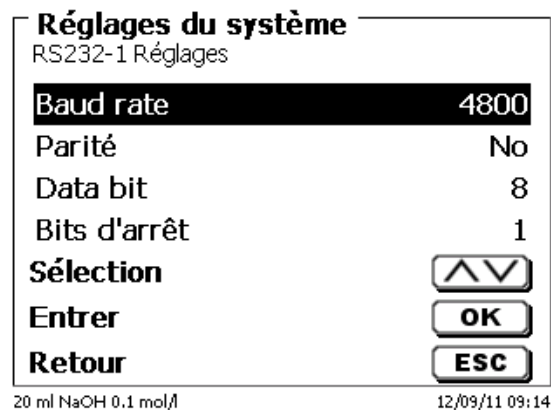 Réglages du système
RS232-1 Réglages
Baud rate 4800
Parité No
Data bit 8
Bits d'arrêt 1
Sélection
Entrer OK
Retour ESC
20 ml NaOH 0.1 mol/l 12/09/11 09:14